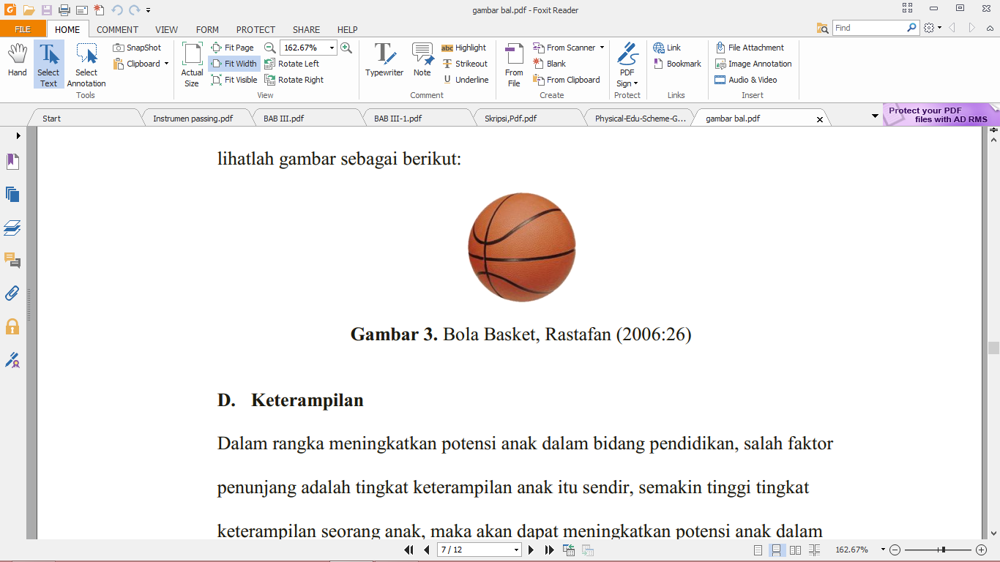 gambar bal.pdf - Foxit Reader
FILE HOME COMMENT VIEW FORM PROTECT SHARE HELP Find
Hand
Select Text
Select Annotation
SnapShot
Clipboard
Tools
Actual Size
Fit Page
Fit Width
Fit Visible
162.67%
Rotate Left
Rotate Right
View
Typewriter
Note
abc Highlight
T Strikeout
U Underline
Comment
From File
From Scanner
Blank
From Clipboard
Create
PDF Sign
Protect
Link
Bookmark
Links
File Attachment
Image Annotation
Audio & Video
Insert
Start Instrumen passing.pdf BAB III.pdf BAB III-1.pdf Skripsi,Pdf.pdf Physical-Edu-Scheme-G... gambar bal.pdf
Protect your PDF
files with AD RMS
lihatlah gambar sebagai berikut:
Gambar 3. Bola Basket, Rastafan (2006:26)
D. Keterampilan
Dalam rangka meningkatkan potensi anak dalam bidang pendidikan, salah faktor
penunjang adalah tingkat keterampilan anak itu sendir, semakin tinggi tingkat
keterampilan seorang anak, maka akan dapat meningkatkan potensi anak dalam
7 / 12 162.67%